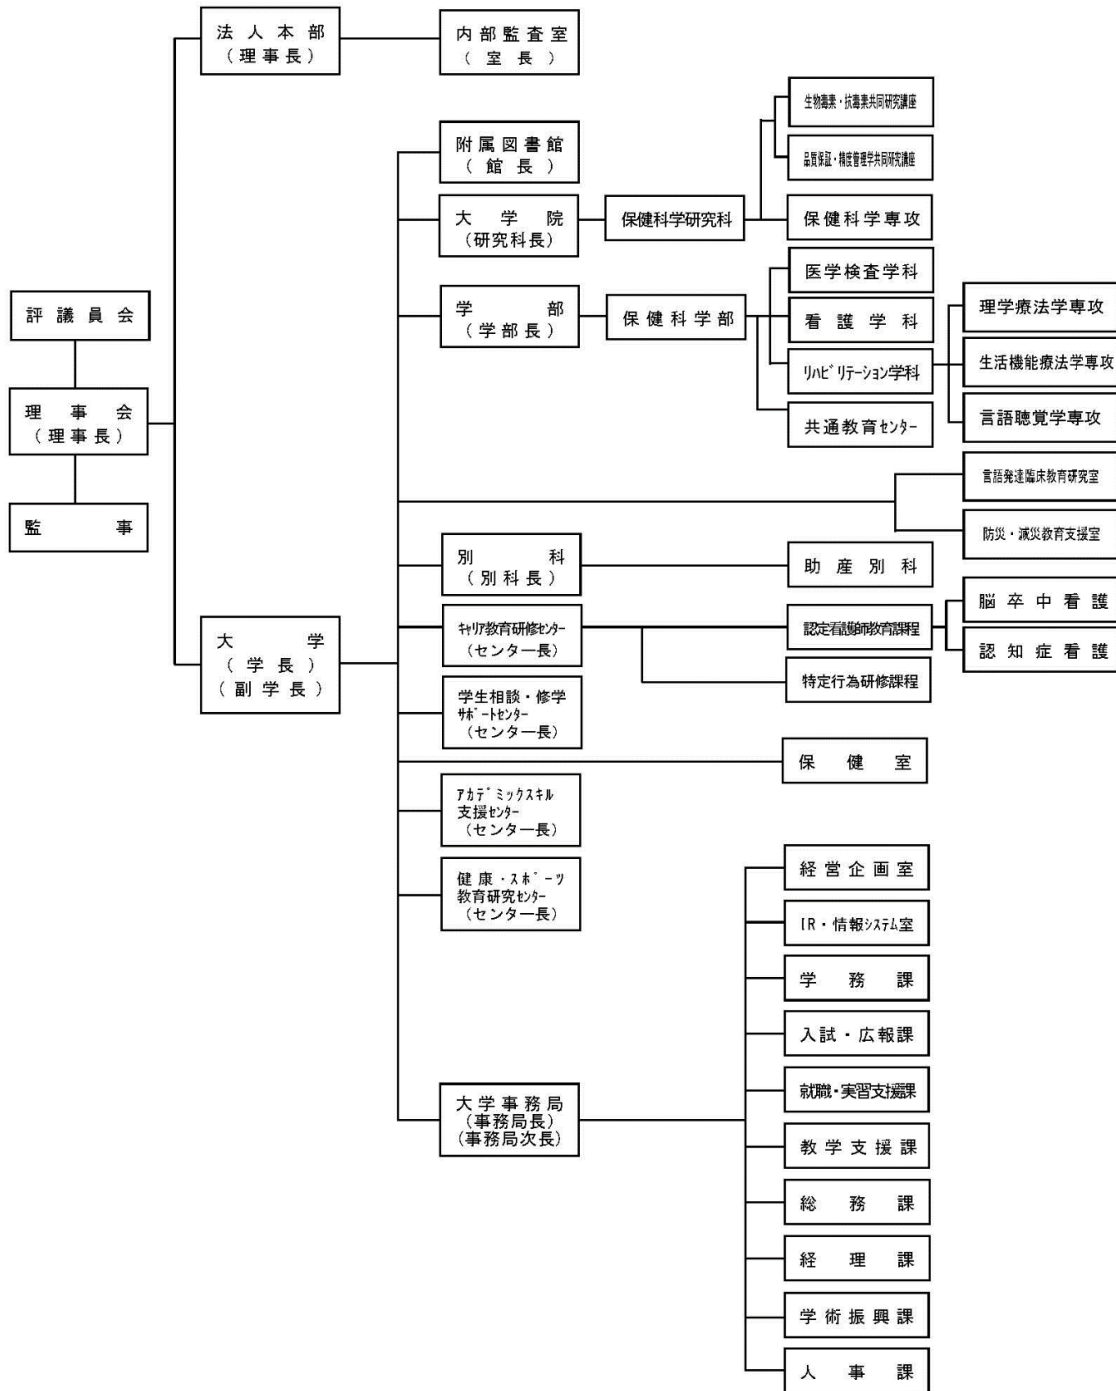 法人本部
(理事長)
内部監査室
(室長)
生物毒素・抗毒素共同研究講座
品質保証・精度管理学共同研究講座
附属図書館
(館長)
大学院
(研究科長)
保健科学研究科
保健科学専攻
学部
(学部長)
保健科学部
医学検査学科
看護学科
リハビリテーション学科
共通教育センター
理学療法学専攻
生活機能療法学専攻
言語聴覚学専攻
評議員会
理事会
(理事長)
監事
言語発達臨床教育研究室
防災・減災教育支援室
別科
(別科長)
助産別科
大学
(学長)
(副学長)
キャリア教育研修センター
(センター長)
認定看護師教育課程
脳卒中看護
認知症看護
特定行為研修課程
学生相談・修学
サポートセンター
(センター長)
保健室
アカデミックスキル
支援センター
(センター長)
健康・スポーツ
教育研究センター
(センター長)
大学事務局
(事務局長)
(事務局次長)
経営企画室
IR・情報システム室
学務課
入試・広報課
就職・実習支援課
教学支援課
総務課
経理課
学術振興課
人事課